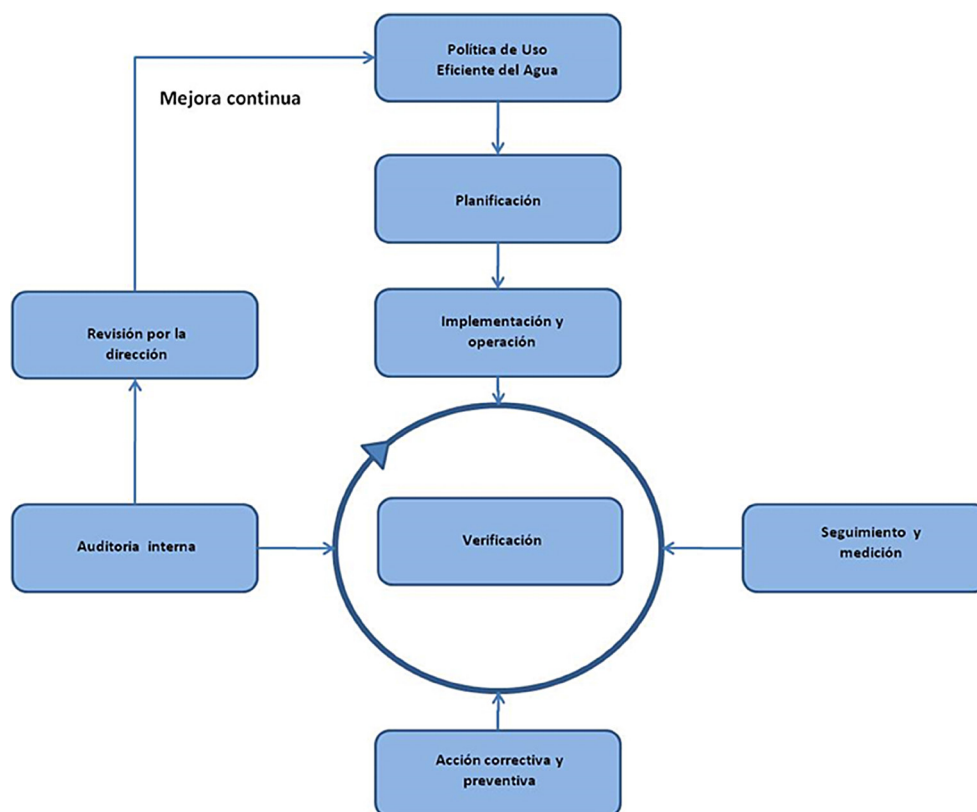 Política de Uso
Eficiente del Agua
Mejora continua
Planificación
Implementación y
operación
Revisión por la
dirección
Auditoria interna
Verificación
Seguimiento y
medición
Acción correctiva y
preventiva